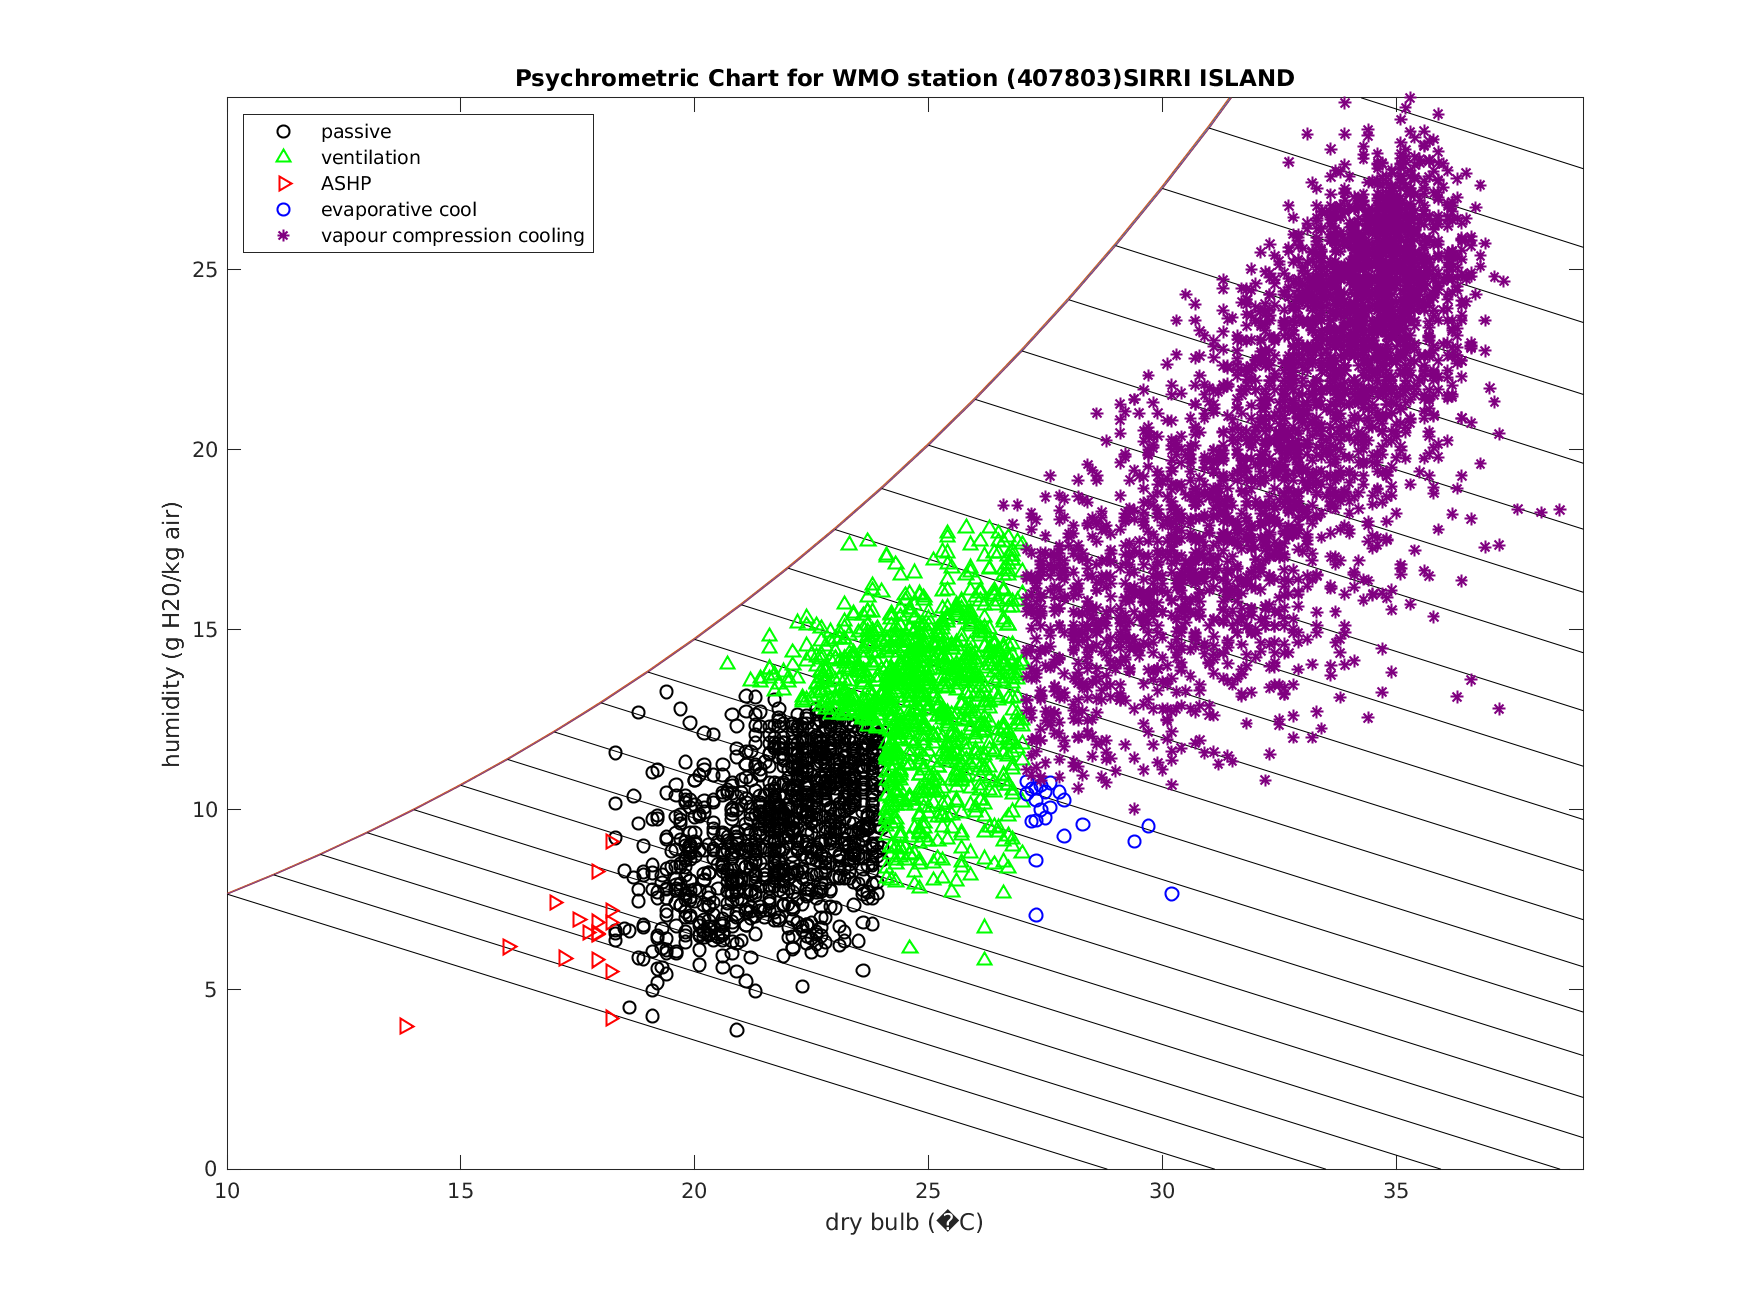 Psychrometric Chart for WMO station (407803)SIRRI ISLAND
passive
ventilation
ASHP
evaporative cool
vapour compression cooling
humidity (g H20/kg air)
25
20
15
10
5
0
10 15 20 25 30 35
dry bulb (�C)